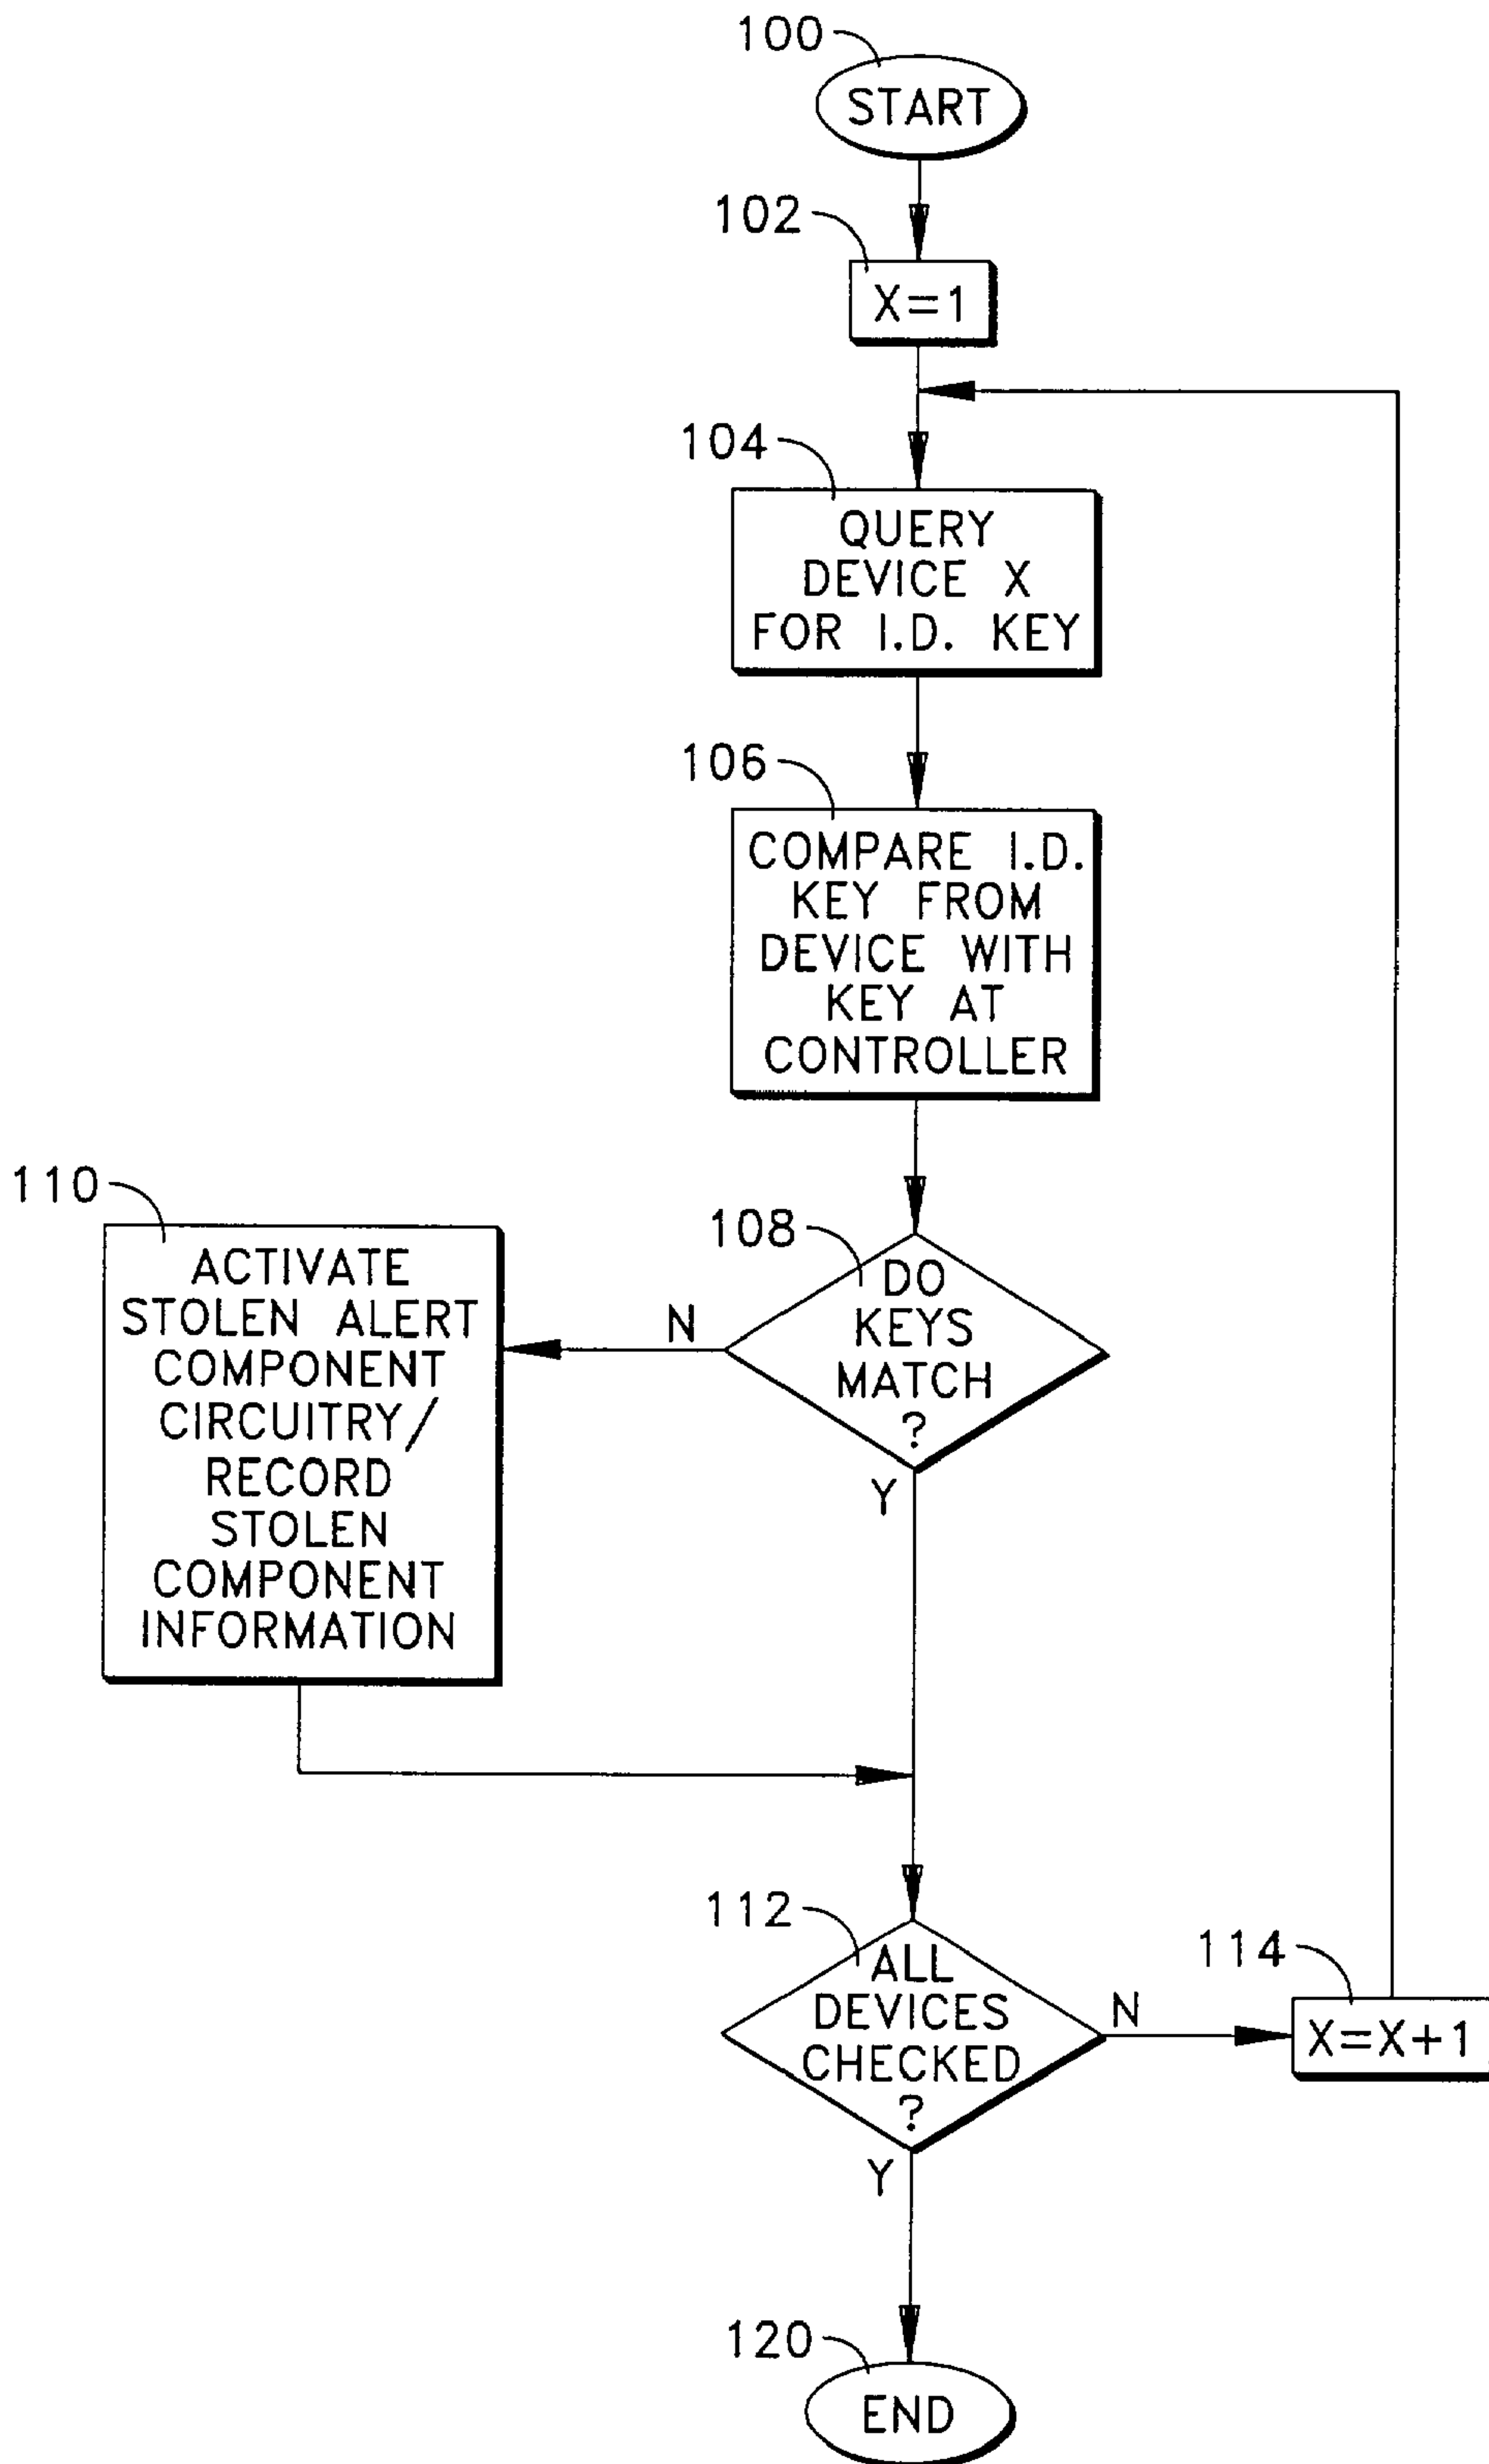 100
START
102
X=1
104
QUERY
DEVICE X
FOR I.D. KEY
106
COMPARE I.D.
KEY FROM
DEVICE WITH
KEY AT
CONTROLLER
108
DO
KEYS
MATCH
?
N
Y
110
ACTIVATE
STOLEN ALERT
COMPONENT
CIRCUITRY/
RECORD
STOLEN
COMPONENT
INFORMATION
112
ALL
DEVICES
CHECKED
?
N
Y
114
X=X+1
120
END